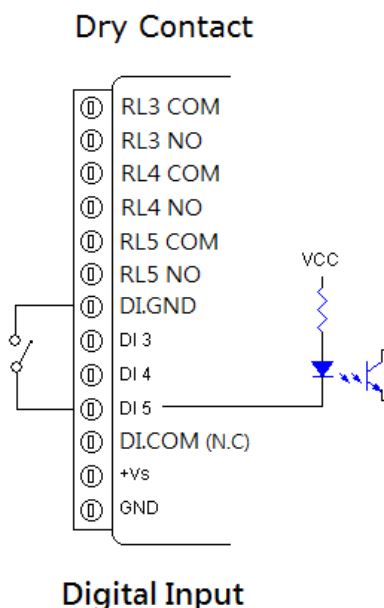 Dry Contact
RL3 COM
RL3 NO
RL4 COM
RL4 NO
RL5 COM
RL5 NO
VCC
DI.GND
DI 3
DI 4
DI 5
DI.COM (N.C)
+Vs
GND
Digital Input